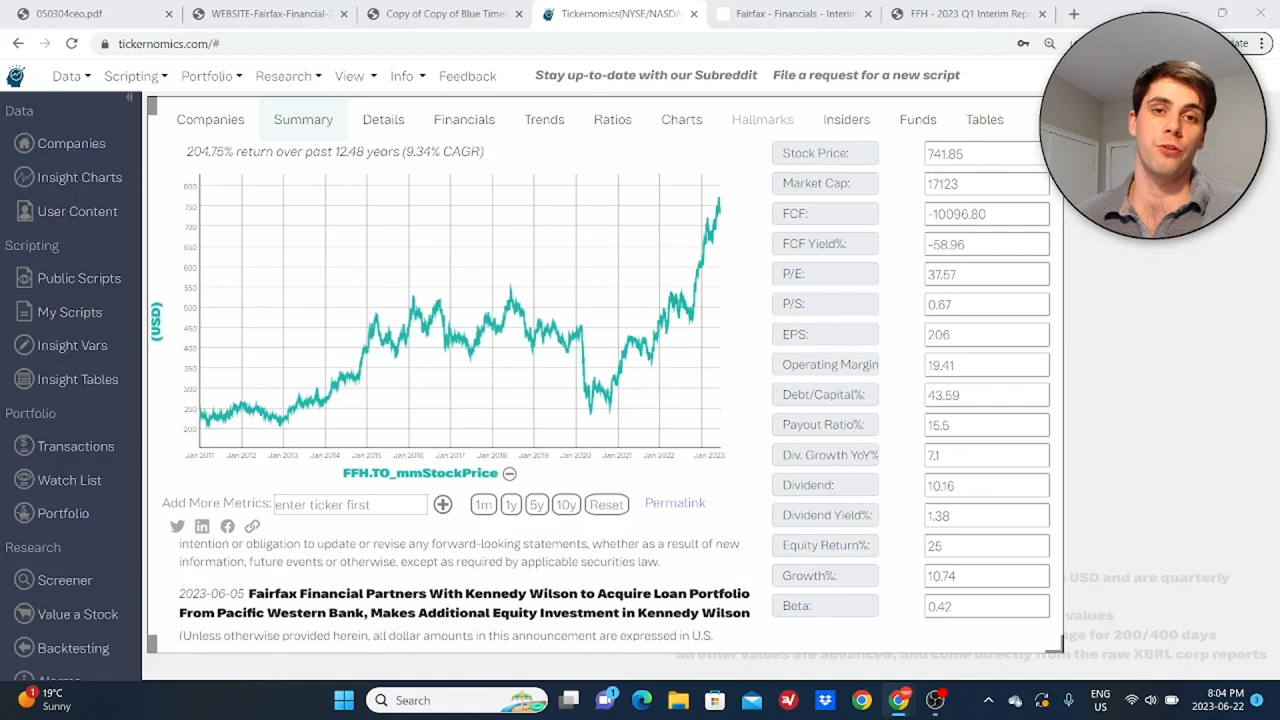 050304ceo.pdf
WEBSITE-Fairfax-Financial-2
Copy of Copy of Blue Timel
Tickernomics(NYSE/NASDA
Fairfax - Financials - Interim
FFH - 2023 Q1 Interim Rep
tickernomics.com/#
date
Data
Scripting
Portfolio
Research
View
Info
Feedback
Stay up-to-date with our Subreddit
File a request for a new script
Data
Companies
Insight Charts
User Content
Scripting
Public Scripts
My Scripts
Insight Vars
Insight Tables
Portfolio
Transactions
Watch List
Portfolio
Research
Screener
Value a Stock
Backtesting
Companies
Summary
Details
Financials
Trends
Ratios
Charts
Hallmarks
Insiders
Funds
Tables
204.75% return over past 12.48 years (9.34% CAGR)
800
750
700
650
600
550
500
450
400
350
300
250
200
(USD)
Jan 2011
Jan 2012
Jan 2013
Jan 2014
Jan 2015
Jan 2016
Jan 2017
Jan 2018
Jan 2019
Jan 2020
Jan 2021
Jan 2022
Jan 2023
FFH.TO_mmStockPrice
Add More Metrics:
enter ticker first
1m
1y
5y
10y
Reset
Permalink
intention or obligation to update or revise any forward-looking statements, whether as a result of new
information, future events or otherwise, except as required by applicable securities law.
2023-06-05 Fairfax Financial Partners With Kennedy Wilson to Acquire Loan Portfolio
From Pacific Western Bank, Makes Additional Equity Investment in Kennedy Wilson
(Unless otherwise provided herein, all dollar amounts in this announcement are expressed in U.S.
Stock Price: 741.85
Market Cap: 17123
FCF: -10096.80
FCF Yield%: -58.96
P/E: 37.57
P/S: 0.67
EPS: 206
Operating Margin 19.41
Debt/Capital%: 43.59
Payout Ratio%: 15.5
Div. Growth YoY% 7.1
Dividend: 10.16
Dividend Yield%: 1.38
Equity Return%: 25
Growth%: 10.74
Beta: 0.42
USD and are quarterly
values
ge for 200/400 days
all other values are advanced, and come directly from the raw XBRL corp reports
1
19°C
Sunny
Search
1
ENG
US
8:04 PM
2023-06-22
3